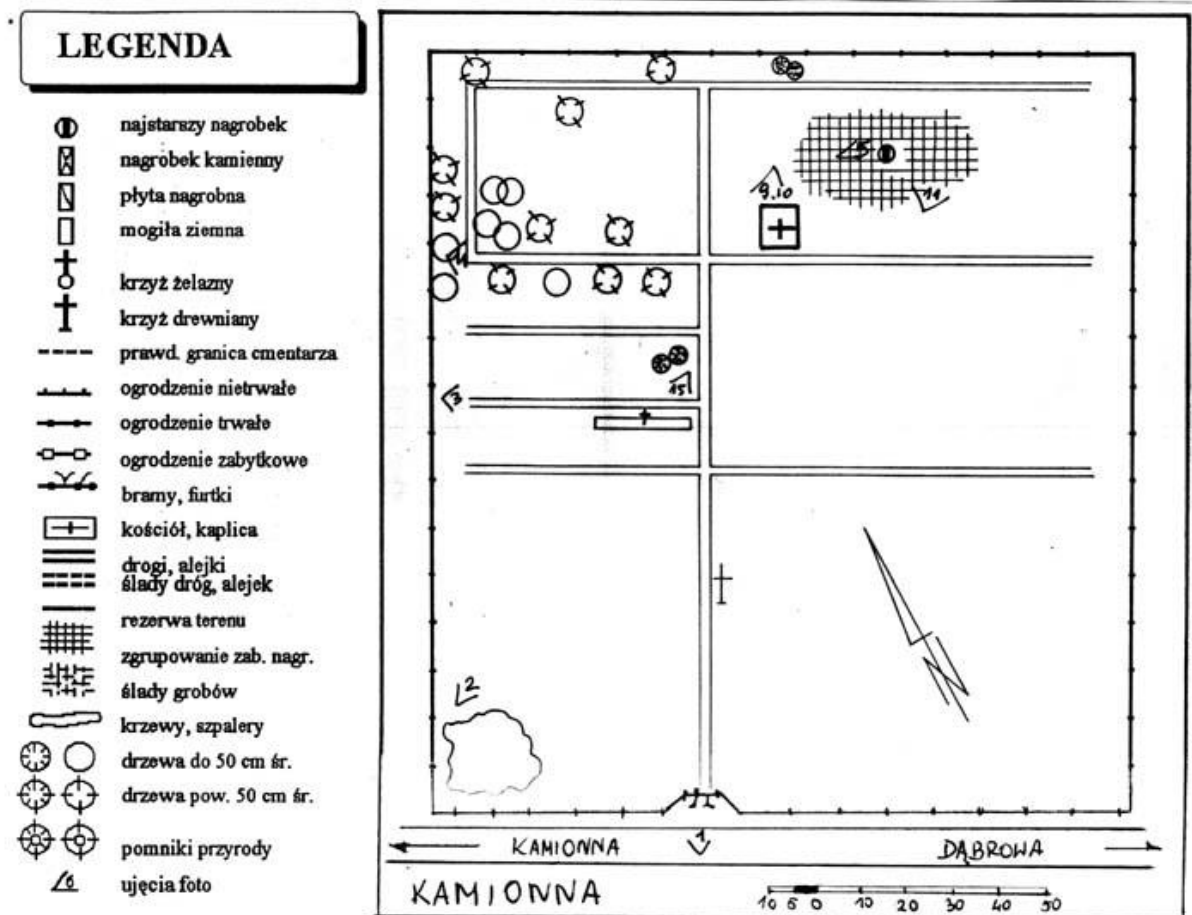 LEGENDA
najstarszy nagrobek
nagrobek kamienny
płyta nagrobna
mogiła ziemna
krzyż żelazny
krzyż drewniany
prawd. granica cmentarza
ogrodzenie nietrwałe
ogrodzenie trwałe
ogrodzenie zabytkowe
bramy, furtki
kościół, kaplica
drogi, alejki
ślady dróg, alejek
rezerwa terenu
zgrupowanie zab. nagr.
ślady grobów
krzewy, szpalery
drzewa do 50 cm śr.
drzewa pow. 50 cm śr.
pomniki przyrody
6 ujęcia foto
5
9,10
11
15
3
2
1
KAMIONNA
DĄBROWA
KAMIONNA
10 5 0 10 20 30 40 50